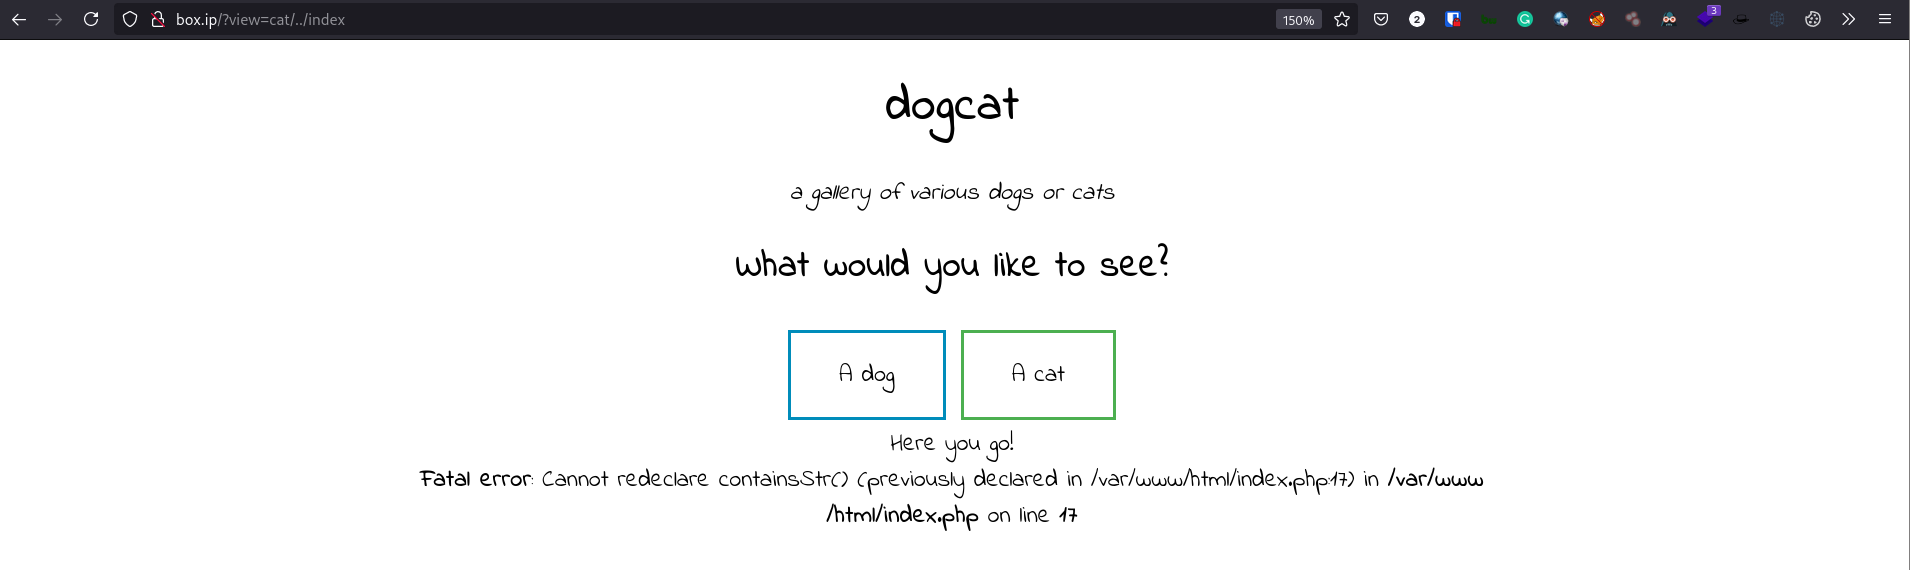 box.ip/?view=cat/../index
150%
2
3
dogcat
a gallery of various dogs or cats
What would you like to see?
A dog
A cat
Here you go!
Fatal error: Cannot redeclare containsStr() (previously declared in /var/www/html/index.php:17) in /var/www
/html/index.php on line 17